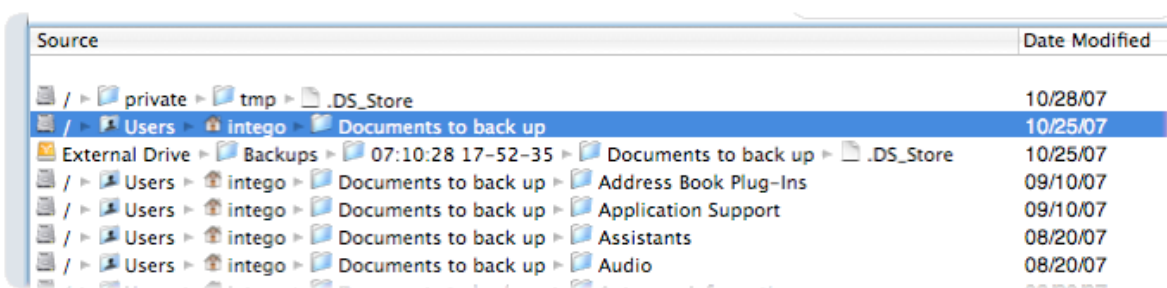 Source Date Modified
/ ▸ private ▸ tmp ▸ .DS_Store 10/28/07
/ ▸ Users ▸ intego ▸ Documents to back up 10/25/07
External Drive ▸ Backups ▸ 07:10:28 17-52-35 ▸ Documents to back up ▸ .DS_Store 10/25/07
/ ▸ Users ▸ intego ▸ Documents to back up ▸ Address Book Plug-Ins 09/10/07
/ ▸ Users ▸ intego ▸ Documents to back up ▸ Application Support 09/10/07
/ ▸ Users ▸ intego ▸ Documents to back up ▸ Assistants 08/20/07
/ ▸ Users ▸ intego ▸ Documents to back up ▸ Audio 08/20/07